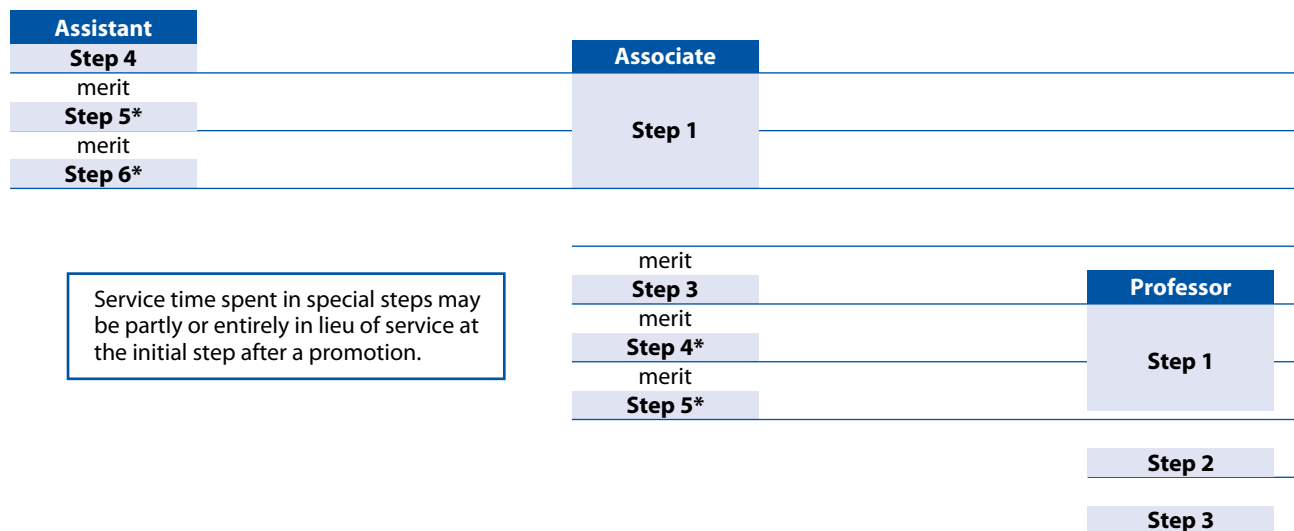 Assistant
Step 4
merit
Step 5*
merit
Step 6*
Associate
Step 1
Service time spent in special steps may
be partly or entirely in lieu of service at
the initial step after a promotion.
merit
Step 3
merit
Step 4*
merit
Step 5*
Professor
Step 1
Step 2
Step 3